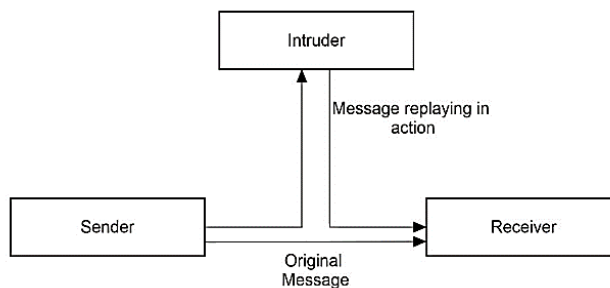 Intruder
Message replaying in
action
Sender
Receiver
Original
Message